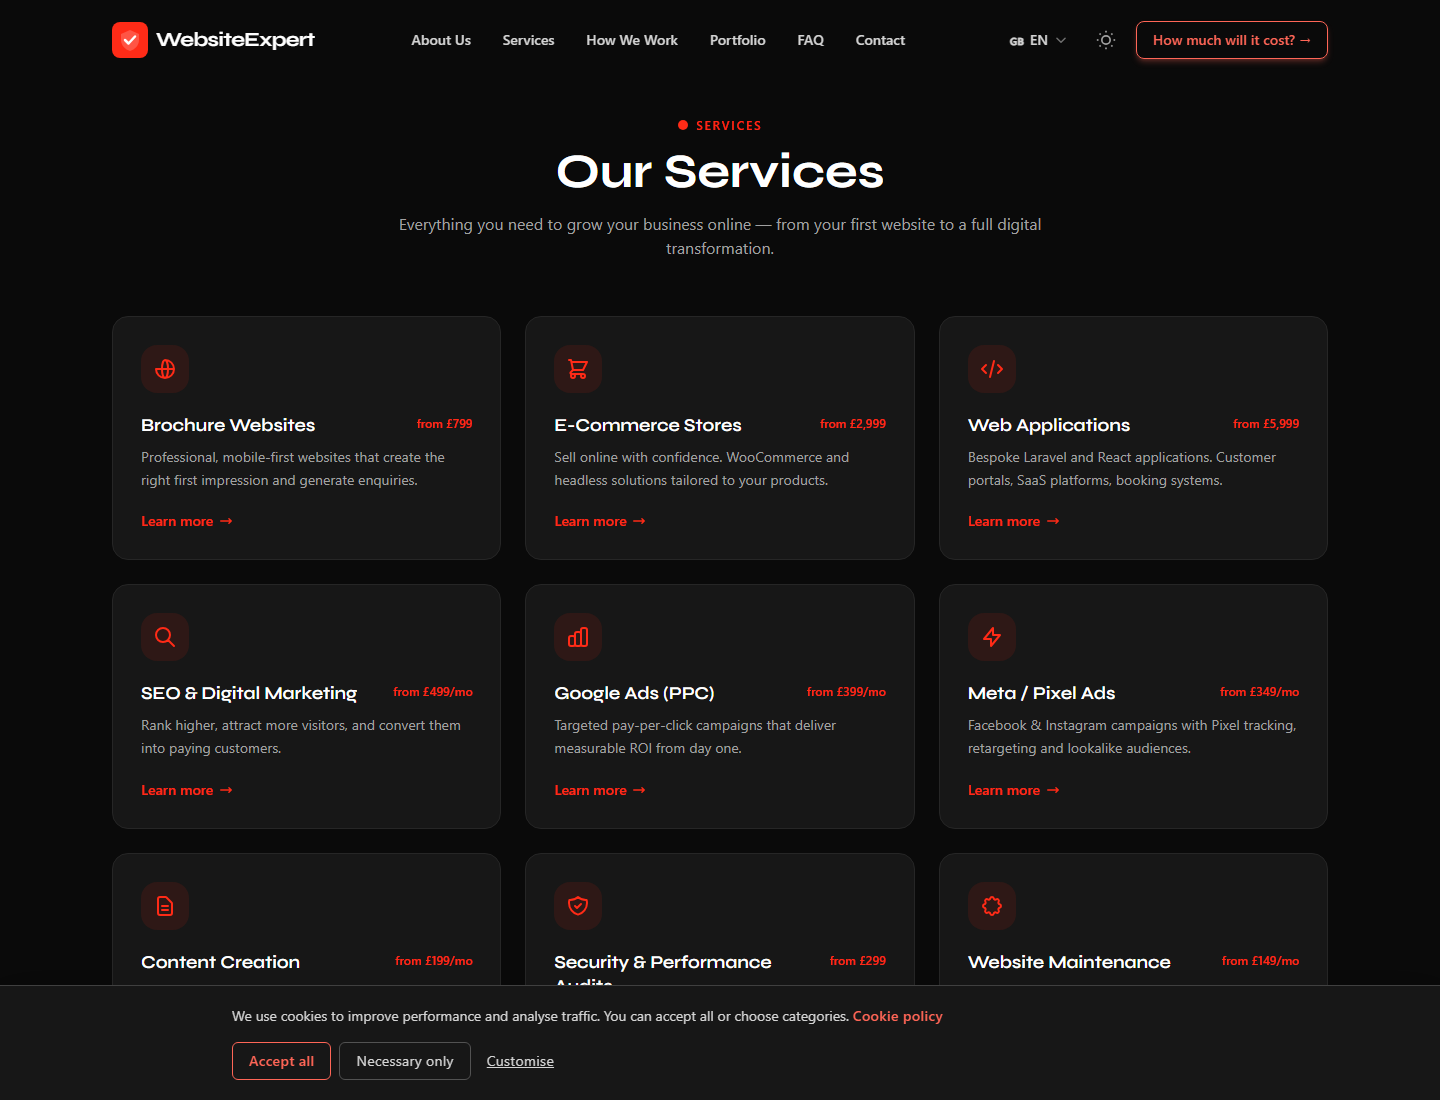 WebsiteExpert
About Us
Services
How We Work
Portfolio
FAQ
Contact
GB EN
How much will it cost? →
SERVICES
Our Services
Everything you need to grow your business online — from your first website to a full digital
transformation.
Brochure Websites
from £799
Professional, mobile-first websites that create the
right first impression and generate enquiries.
Learn more →
E-Commerce Stores
from £2,999
Sell online with confidence. WooCommerce and
headless solutions tailored to your products.
Learn more →
Web Applications
from £5,999
Bespoke Laravel and React applications. Customer
portals, SaaS platforms, booking systems.
Learn more →
SEO & Digital Marketing
from £499/mo
Rank higher, attract more visitors, and convert them
into paying customers.
Learn more →
Google Ads (PPC)
from £399/mo
Targeted pay-per-click campaigns that deliver
measurable ROI from day one.
Learn more →
Meta / Pixel Ads
from £349/mo
Facebook & Instagram campaigns with Pixel tracking,
retargeting and lookalike audiences.
Learn more →
Content Creation
from £199/mo
Security & Performance
Audits
from £299
Website Maintenance
from £149/mo
We use cookies to improve performance and analyse traffic. You can accept all or choose categories. Cookie policy
Accept all
Necessary only
Customise